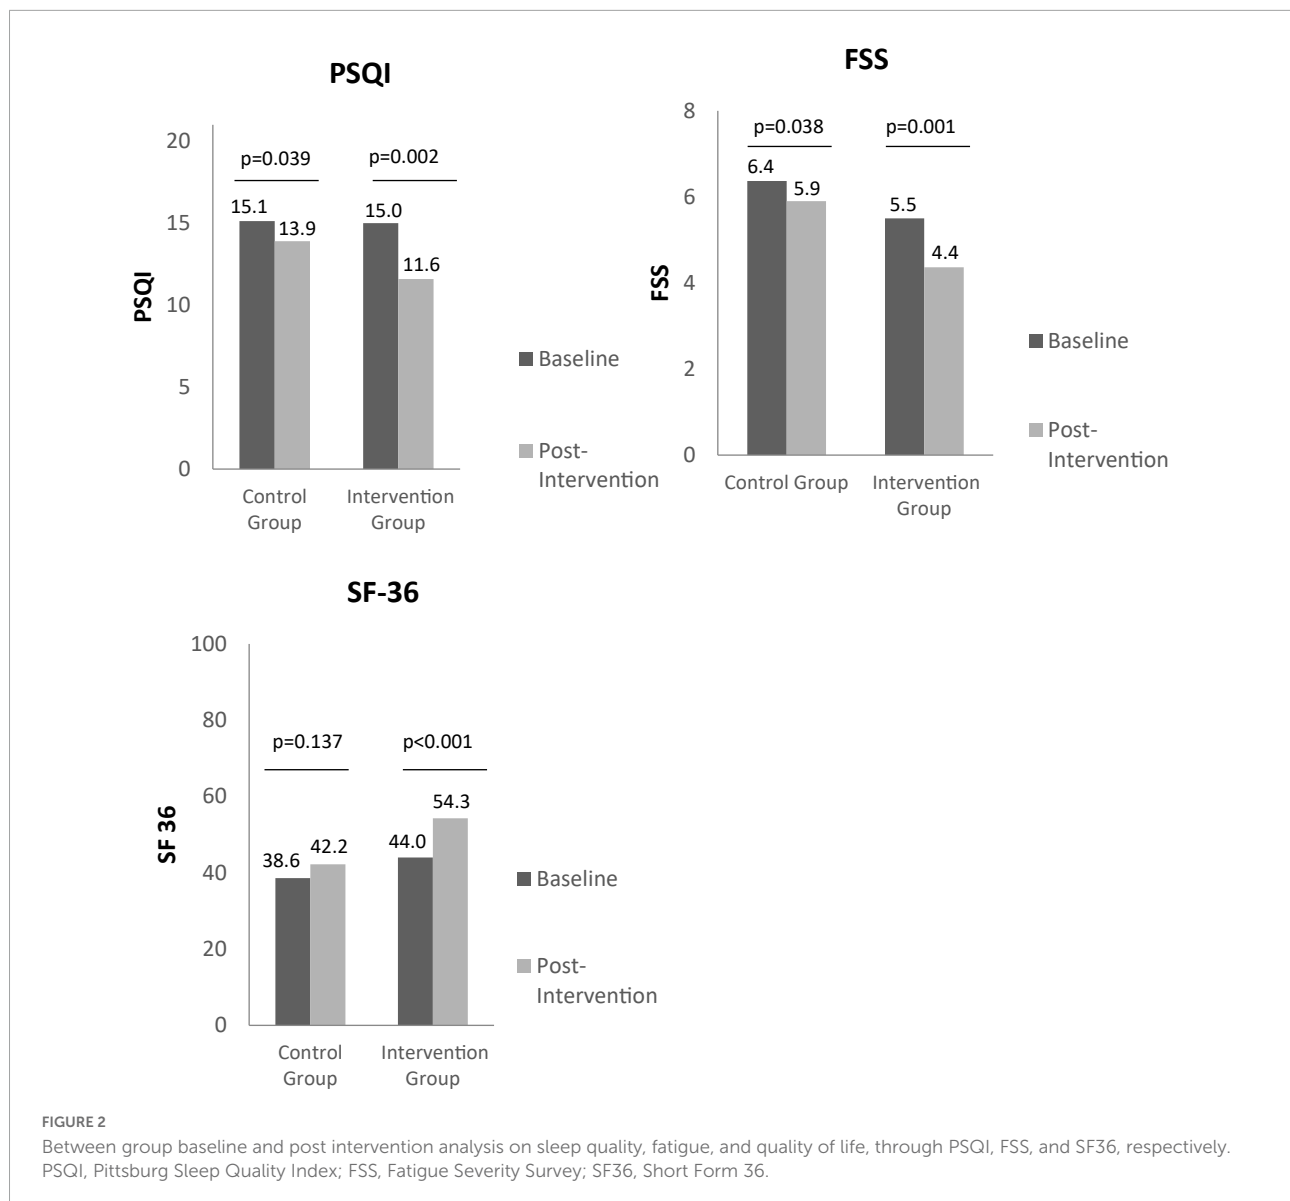 PSQI
20
15
10
5
0
PSQI
p=0.039
p=0.002
15.1
13.9
15.0
11.6
Control
Group
Intervention
Group
Baseline
Post-
Intervention
FSS
8
6
4
2
0
FSS
p=0.038
p=0.001
6.4
5.9
5.5
4.4
Control Group
Intervention
Group
Baseline
Post-
Intervention
SF-36
100
80
60
40
20
0
SF 36
p=0.137
p<0.001
38.6
42.2
44.0
54.3
Control
Group
Intervention
Group
Baseline
Post-
Intervention
FIGURE 2
Between group baseline and post intervention analysis on sleep quality, fatigue, and quality of life, through PSQI, FSS, and SF36, respectively.
PSQI, Pittsburg Sleep Quality Index; FSS, Fatigue Severity Survey; SF36, Short Form 36.